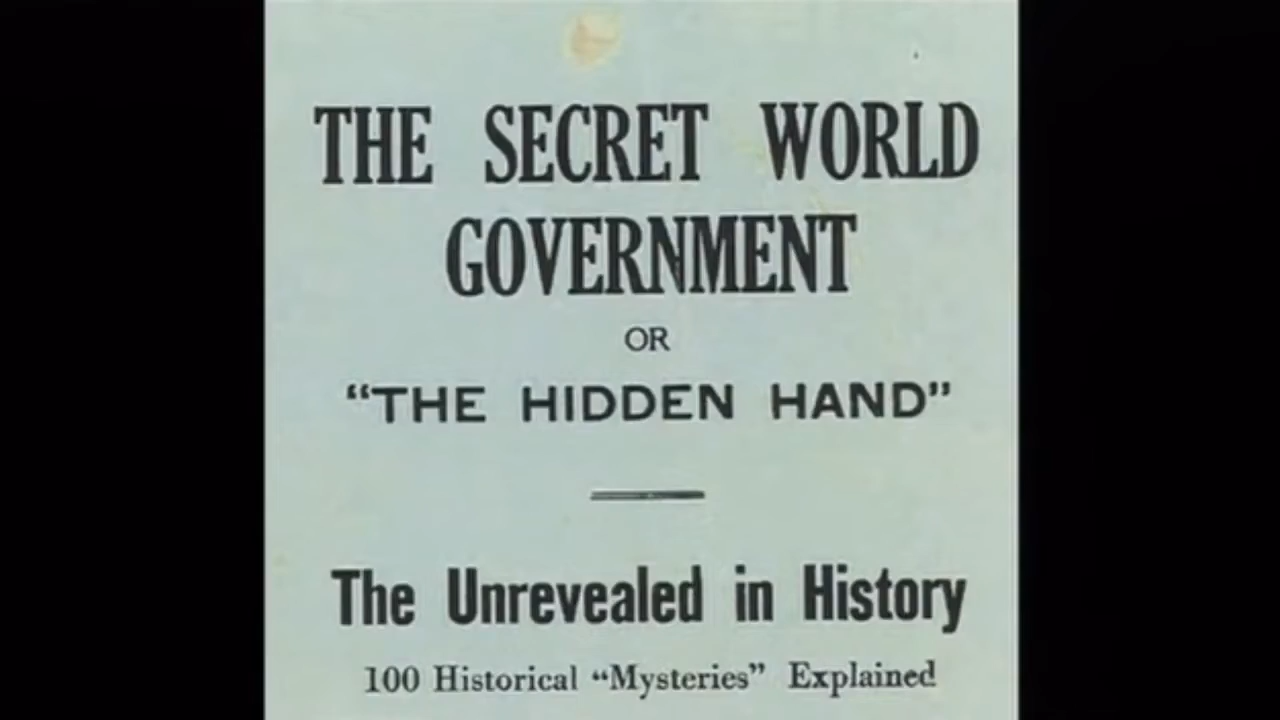 THE SECRET WORLD
GOVERNMENT
OR
“THE HIDDEN HAND”
The Unrevealed in History
100 Historical “Mysteries” Explained